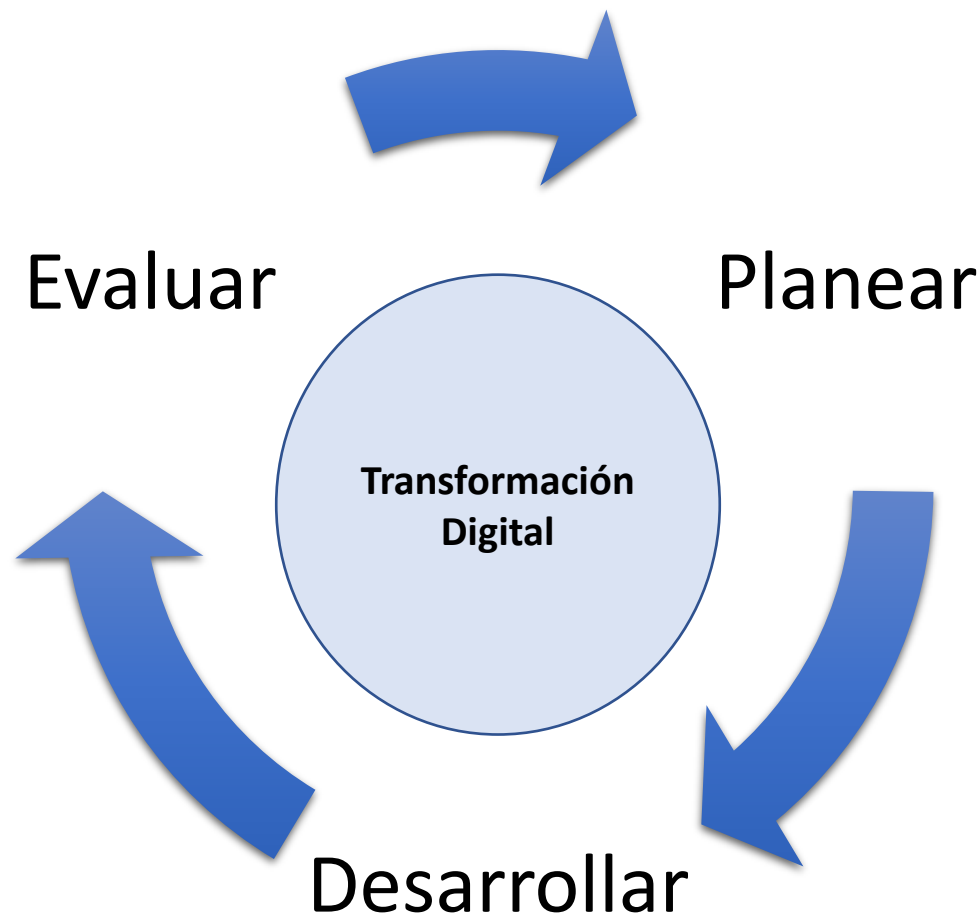 Evaluar
Planear
Transformación
Digital
Desarrollar